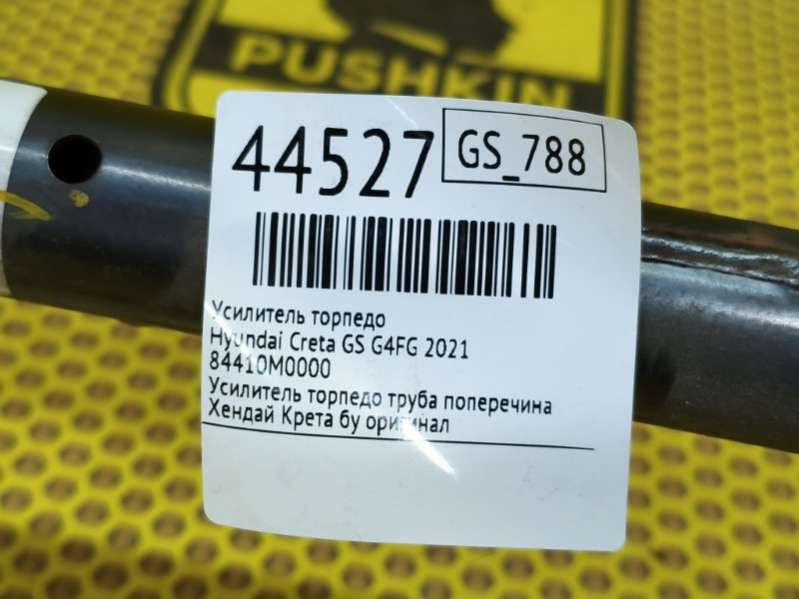 PUSHKIN
44527
GS_788
Усилитель торпедо
Hyundai Creta GS G4FG 2021
84410M0000
Усилитель торпедо труба поперечина
Хендай Крета бу оригинал